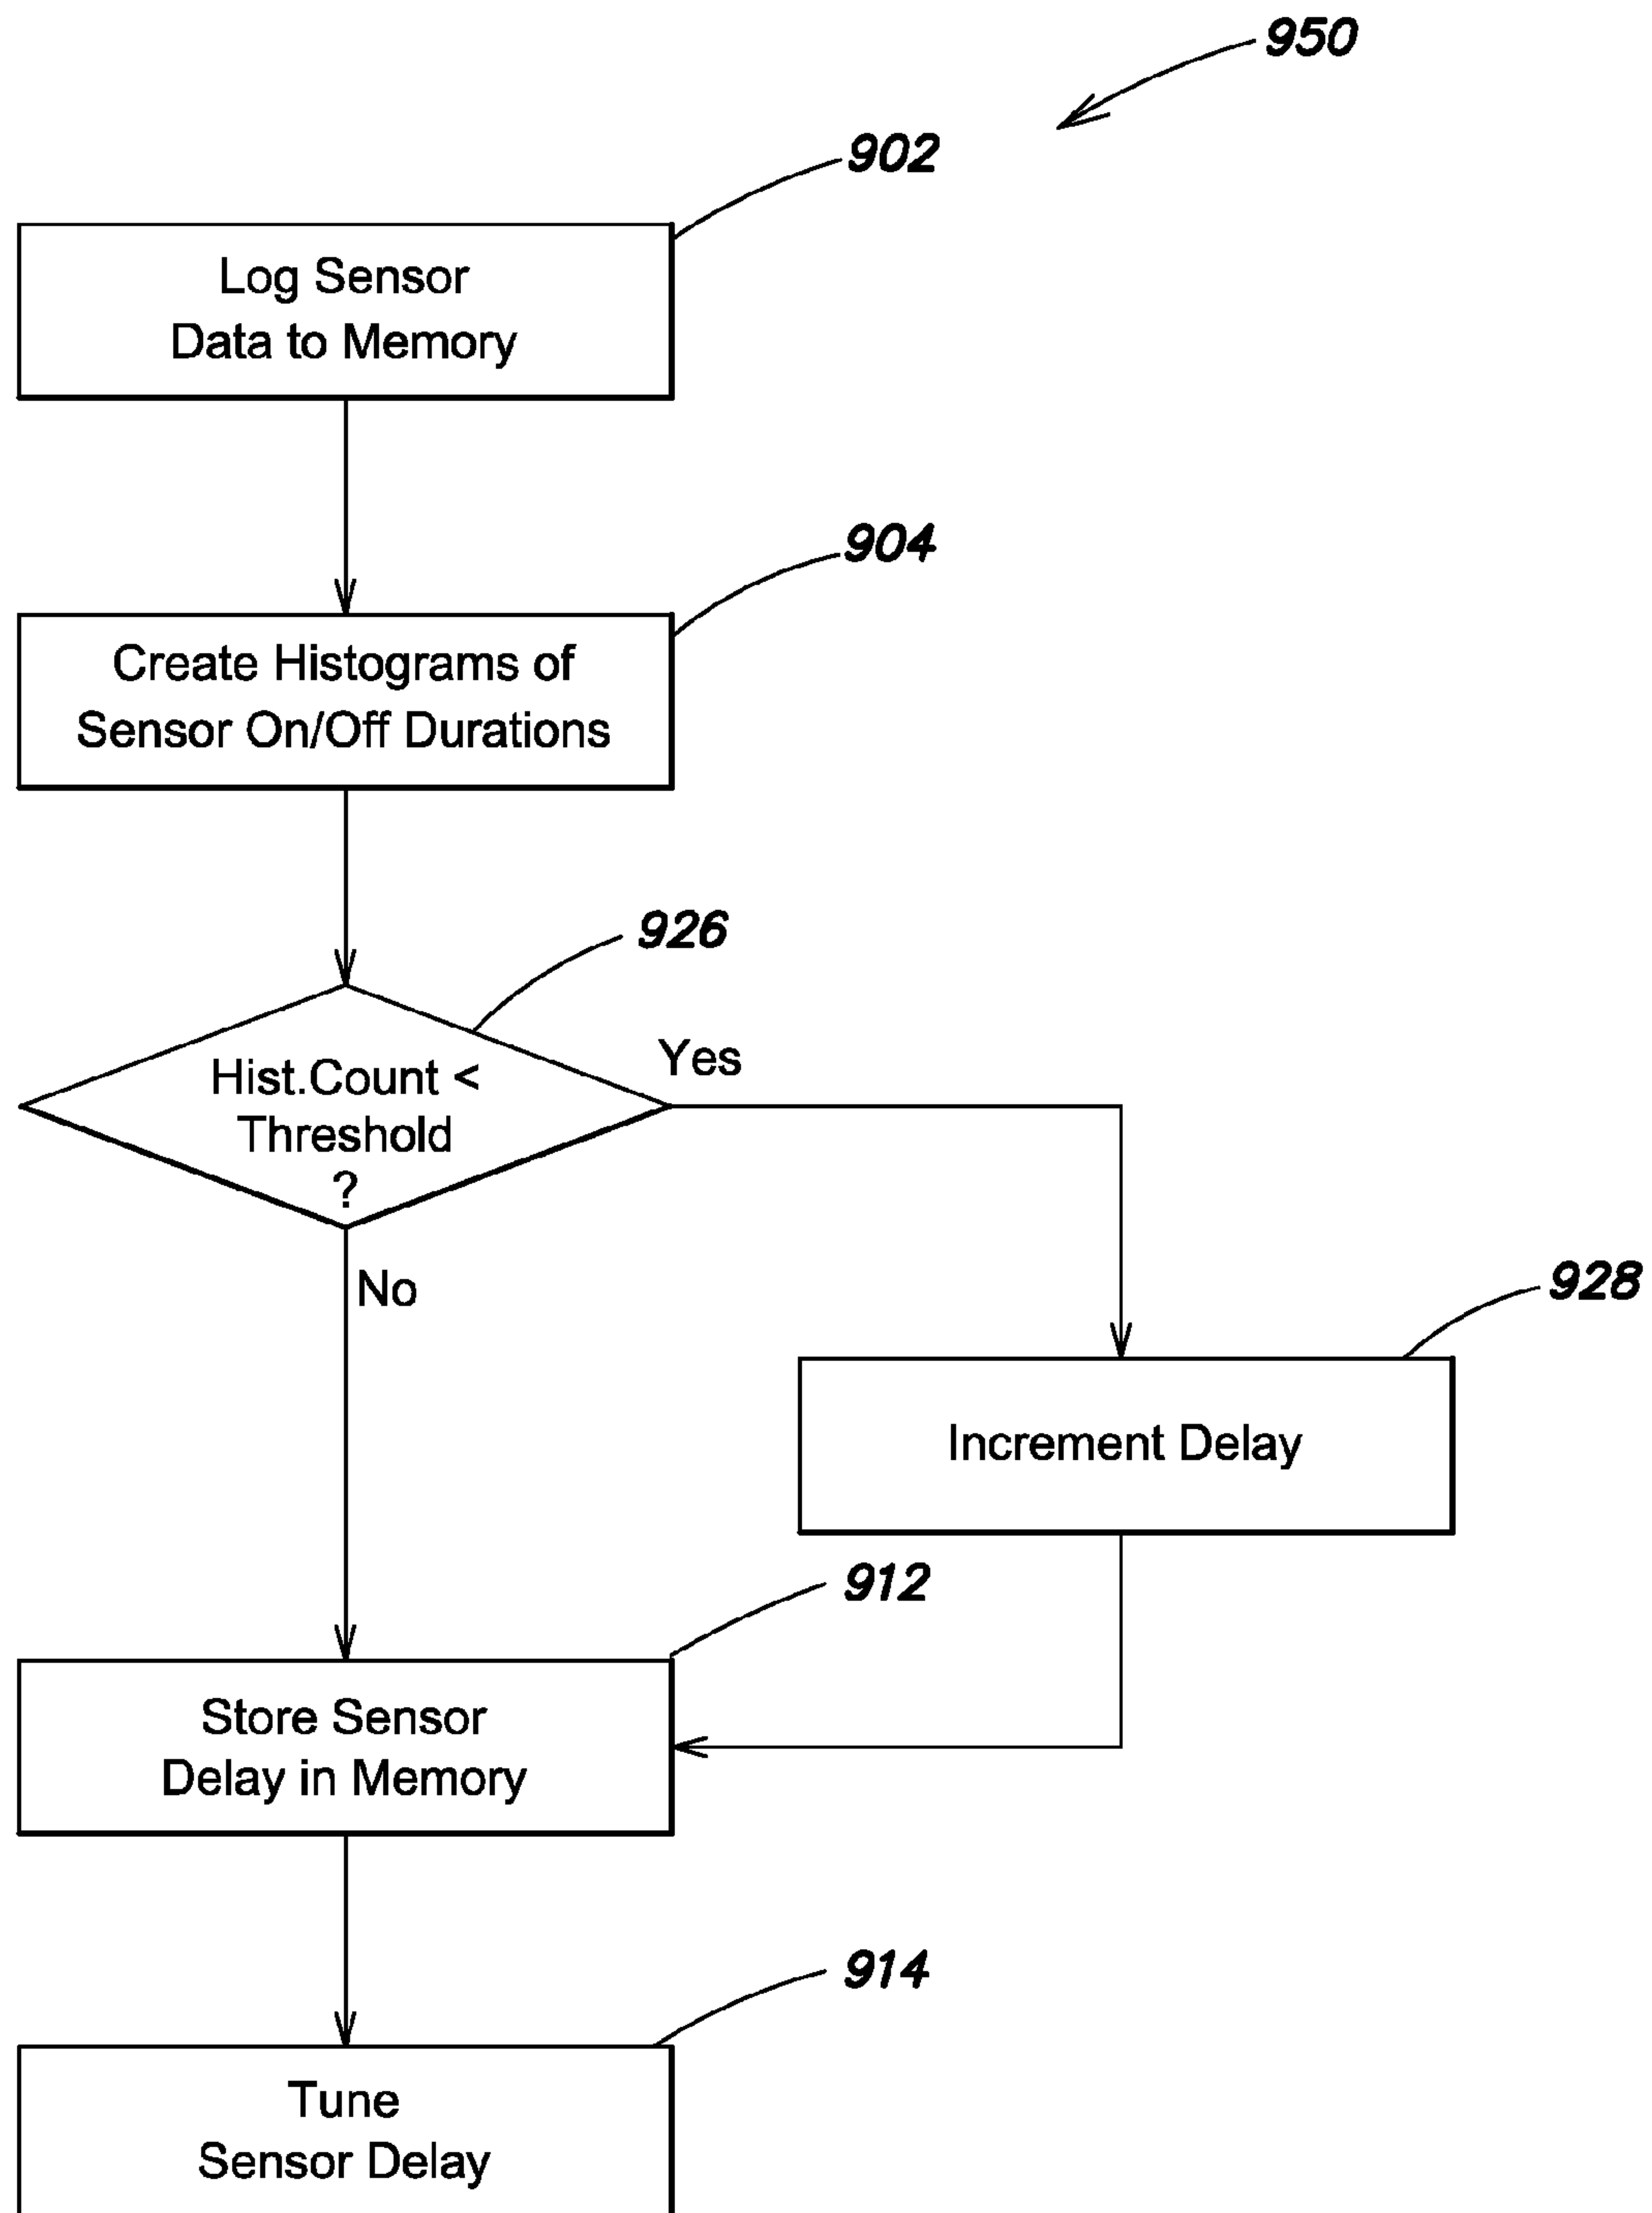 950
902
Log Sensor
Data to Memory
904
Create Histograms of
Sensor On/Off Durations
926
Hist.Count <
Threshold
?
Yes
No
928
Increment Delay
912
Store Sensor
Delay in Memory
914
Tune
Sensor Delay